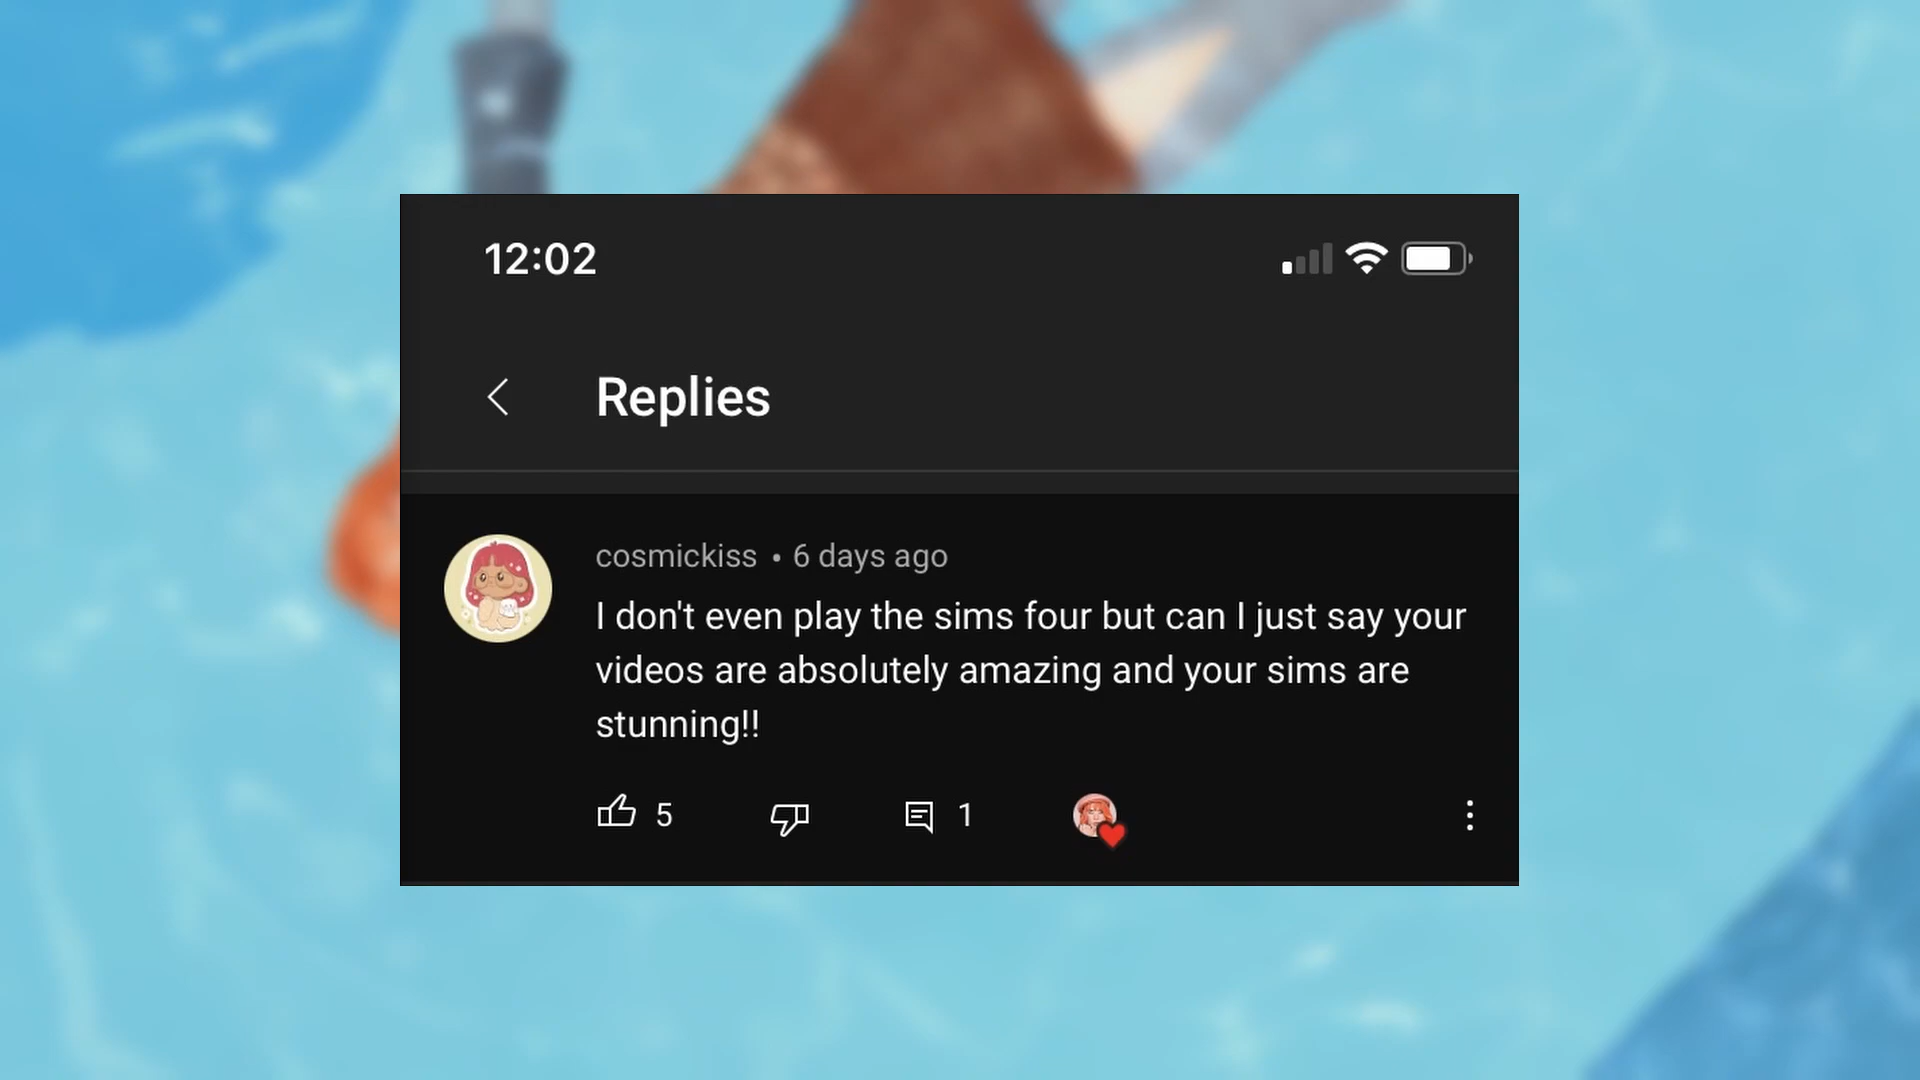 12:02
Replies
cosmickiss • 6 days ago
I don't even play the sims four but can I just say your
videos are absolutely amazing and your sims are
stunning!!
5 1